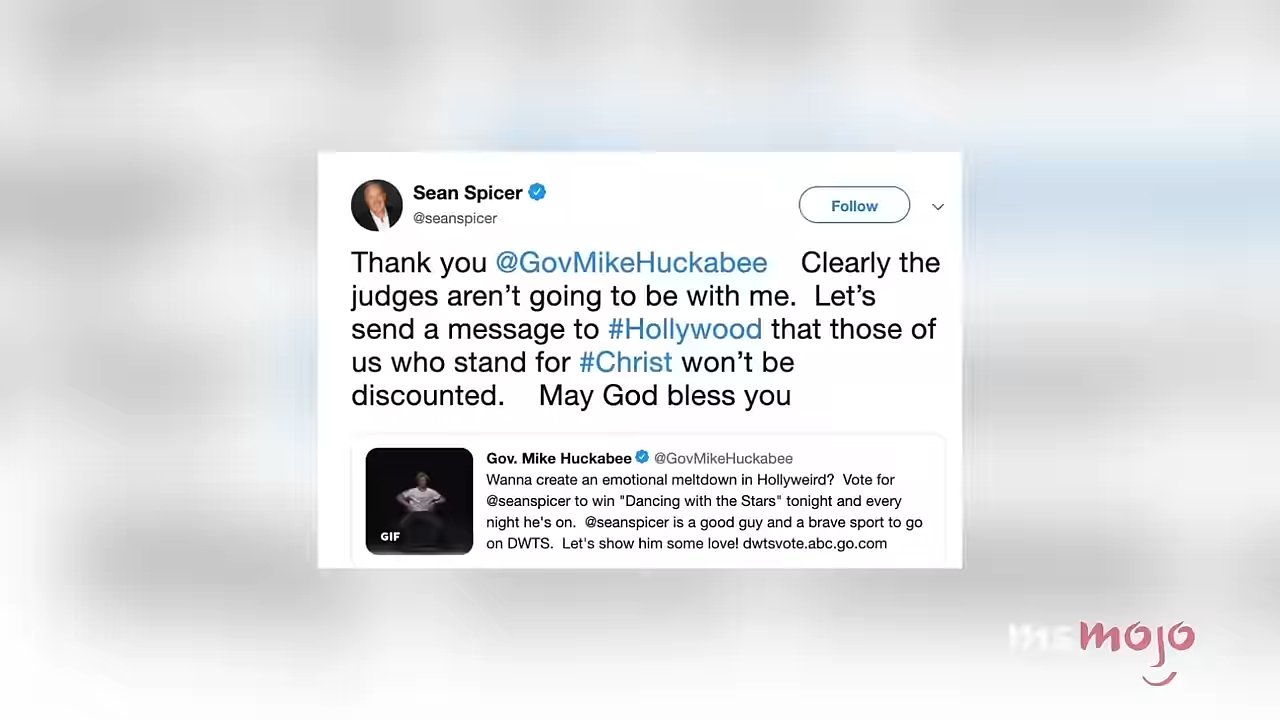 Sean Spicer
@seanspicer
Follow
Thank you @GovMikeHuckabee Clearly the
judges aren’t going to be with me. Let’s
send a message to #Hollywood that those of
us who stand for #Christ won’t be
discounted. May God bless you
Gov. Mike Huckabee @GovMikeHuckabee
Wanna create an emotional meltdown in Hollyweird? Vote for
@seanspicer to win "Dancing with the Stars" tonight and every
night he's on. @seanspicer is a good guy and a brave sport to go
on DWTS. Let's show him some love! dwtsvote.abc.go.com
GIF
msmojo